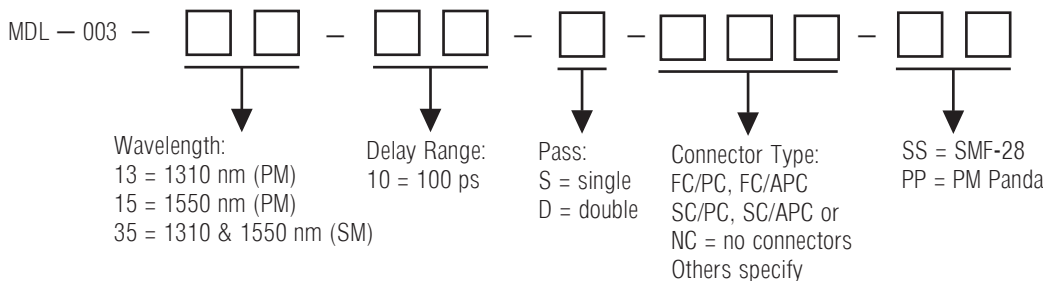 MDL – 003 – – – – –
Wavelength:
13 = 1310 nm (PM)
15 = 1550 nm (PM)
35 = 1310 & 1550 nm (SM)
Delay Range:
10 = 100 ps
Pass:
S = single
D = double
Connector Type:
FC/PC, FC/APC
SC/PC, SC/APC or
NC = no connectors
Others specify
SS = SMF-28
PP = PM Panda